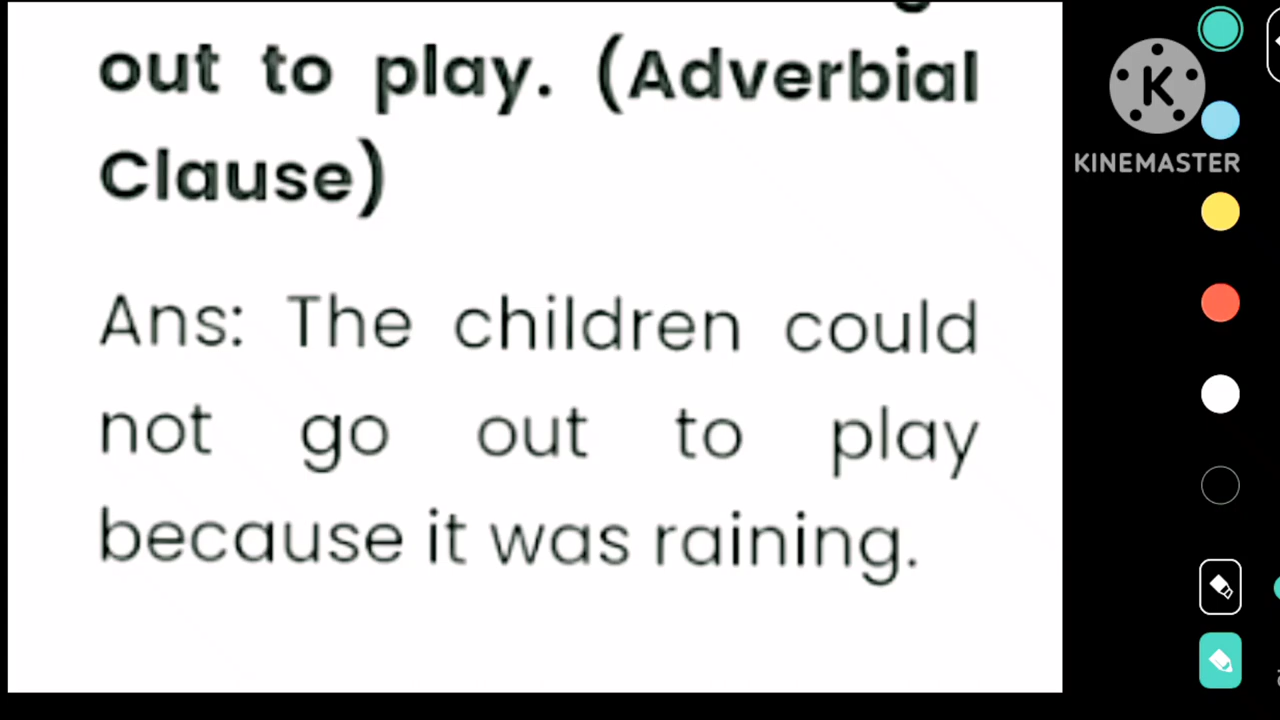 out to play. (Adverbial
Clause)
Ans: The children could
not go out to play
because it was raining.
K
KINEMASTER